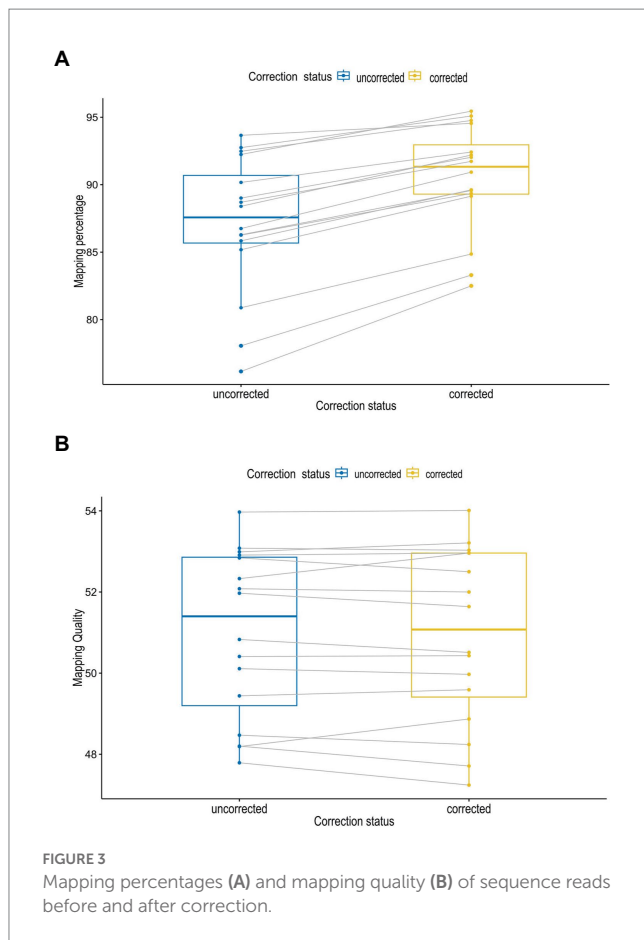 A
Correction status uncorrected corrected
95
90
85
80
Mapping percentage
uncorrected corrected
Correction status
B
Correction status uncorrected corrected
54
52
50
48
Mapping Quality
uncorrected corrected
Correction status
FIGURE 3
Mapping percentages (A) and mapping quality (B) of sequence reads
before and after correction.